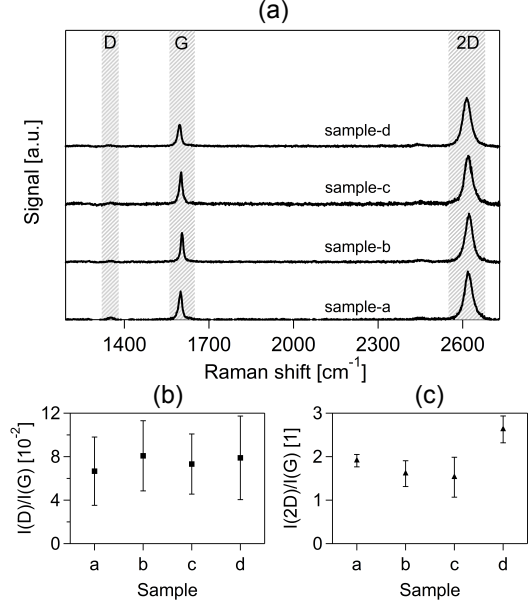 (a)
D
G
2D
Signal [a.u.]
sample-d
sample-c
sample-b
sample-a
1400
1700
2000
2300
2600
Raman shift [cm⁻¹]
(b)
I(D)/I(G) [10⁻²]
12
8
4
0
a b c d
Sample
(c)
I(2D)/I(G) [1]
3
2
1
0
a b c d
Sample